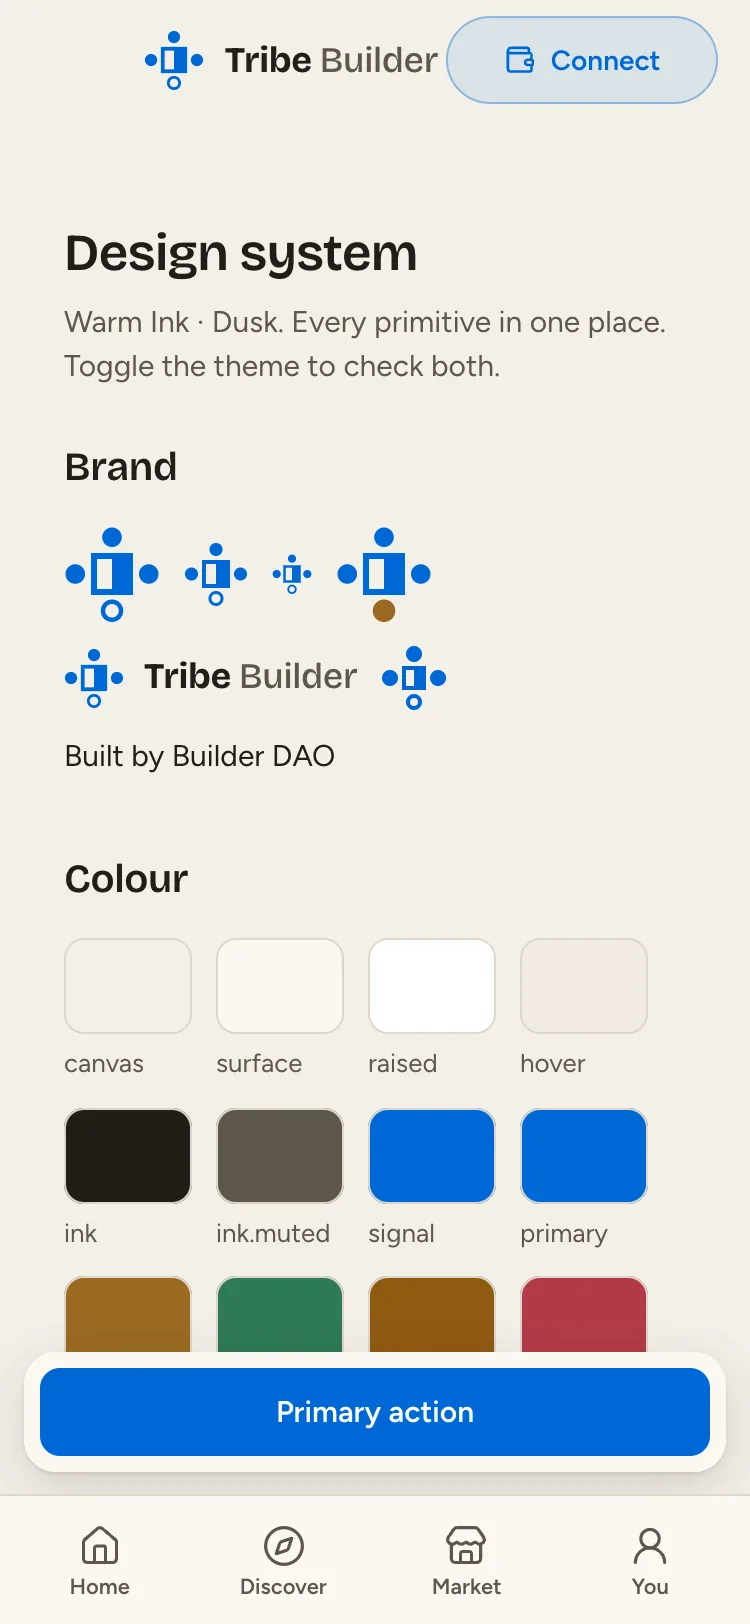 Tribe Builder
Connect
Design system
Warm Ink · Dusk. Every primitive in one place.
Toggle the theme to check both.
Brand
Tribe Builder
Built by Builder DAO
Colour
canvas surface raised hover
ink ink.muted signal primary
Primary action
Home Discover Market You